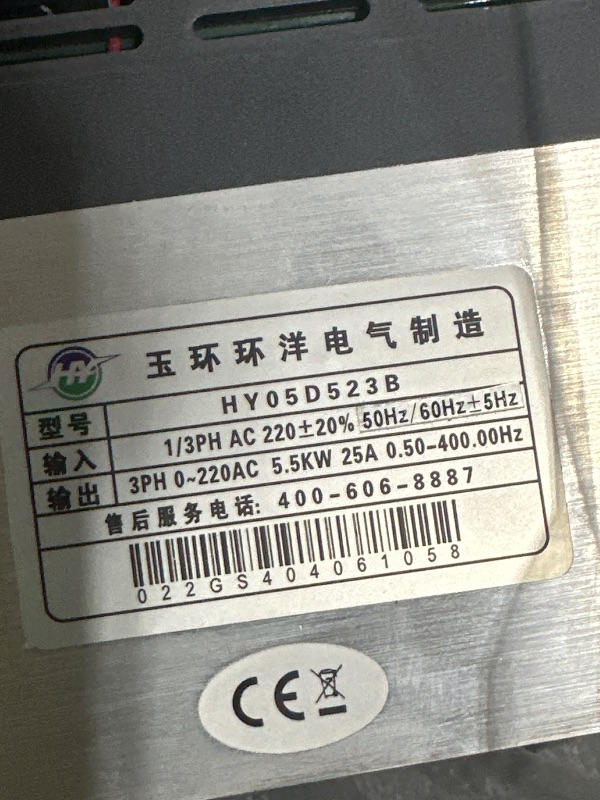 HY
玉环环洋电气制造
型号 HY05D523B
输入 1/3PH AC 220±20% 50Hz/60Hz±5Hz
输出 3PH 0~220AC 5.5KW 25A 0.50-400.00Hz
售后服务电话: 400-606-8887
022GS404061058
CE